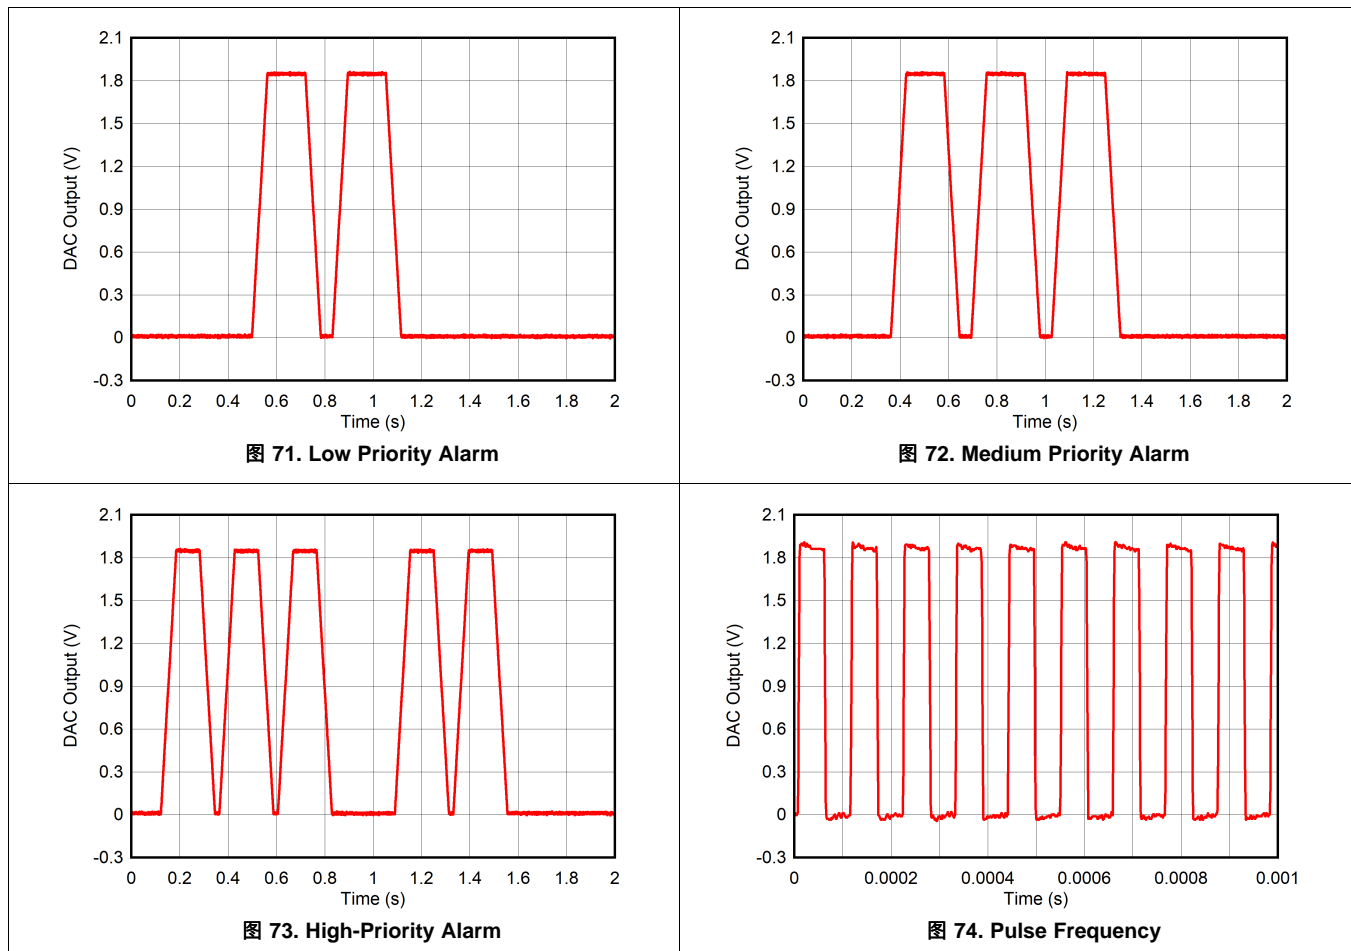 2.1
1.8
1.5
1.2
0.9
0.6
0.3
0
-0.3
DAC Output (V)
0 0.2 0.4 0.6 0.8 1 1.2 1.4 1.6 1.8 2
Time (s)
图 71. Low Priority Alarm
2.1
1.8
1.5
1.2
0.9
0.6
0.3
0
-0.3
DAC Output (V)
0 0.2 0.4 0.6 0.8 1 1.2 1.4 1.6 1.8 2
Time (s)
图 72. Medium Priority Alarm
2.1
1.8
1.5
1.2
0.9
0.6
0.3
0
-0.3
DAC Output (V)
0 0.2 0.4 0.6 0.8 1 1.2 1.4 1.6 1.8 2
Time (s)
图 73. High-Priority Alarm
2.1
1.8
1.5
1.2
0.9
0.6
0.3
0
-0.3
DAC Output (V)
0 0.0002 0.0004 0.0006 0.0008 0.001
Time (s)
图 74. Pulse Frequency